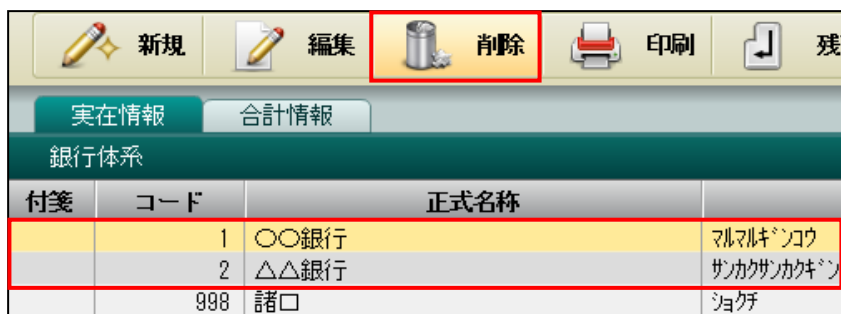 新規 編集 削除 印刷 残
実在情報 合計情報
銀行体系
付箋 コード 正式名称
1 〇〇銀行 ﾏﾙﾏﾙｷﾞﾝｺｳ
2 △△銀行 ｻﾝｶｸｻﾝｶｸｷﾞﾝ
998 諸口 ｼｮｸﾁ